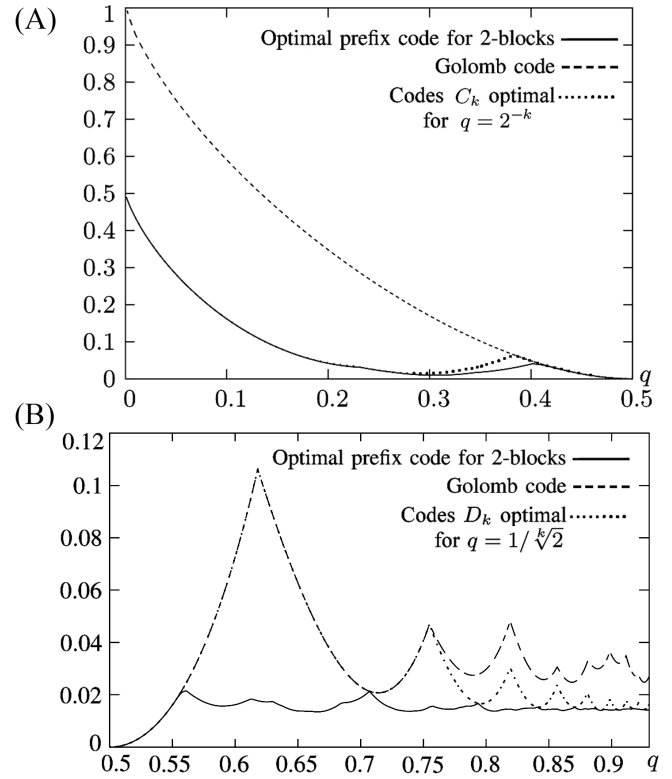 (A)
1
0.9
0.8
0.7
0.6
0.5
0.4
0.3
0.2
0.1
0
Optimal prefix code for 2-blocks
Golomb code
Codes C_k optimal
for q = 2^{-k}
0 0.1 0.2 0.3 0.4 0.5
q
(B)
0.12
0.1
0.08
0.06
0.04
0.02
0
Optimal prefix code for 2-blocks
Golomb code
Codes D_k optimal
for q = 1/ᵏ√2
0.5 0.55 0.6 0.65 0.7 0.75 0.8 0.85 0.9 q